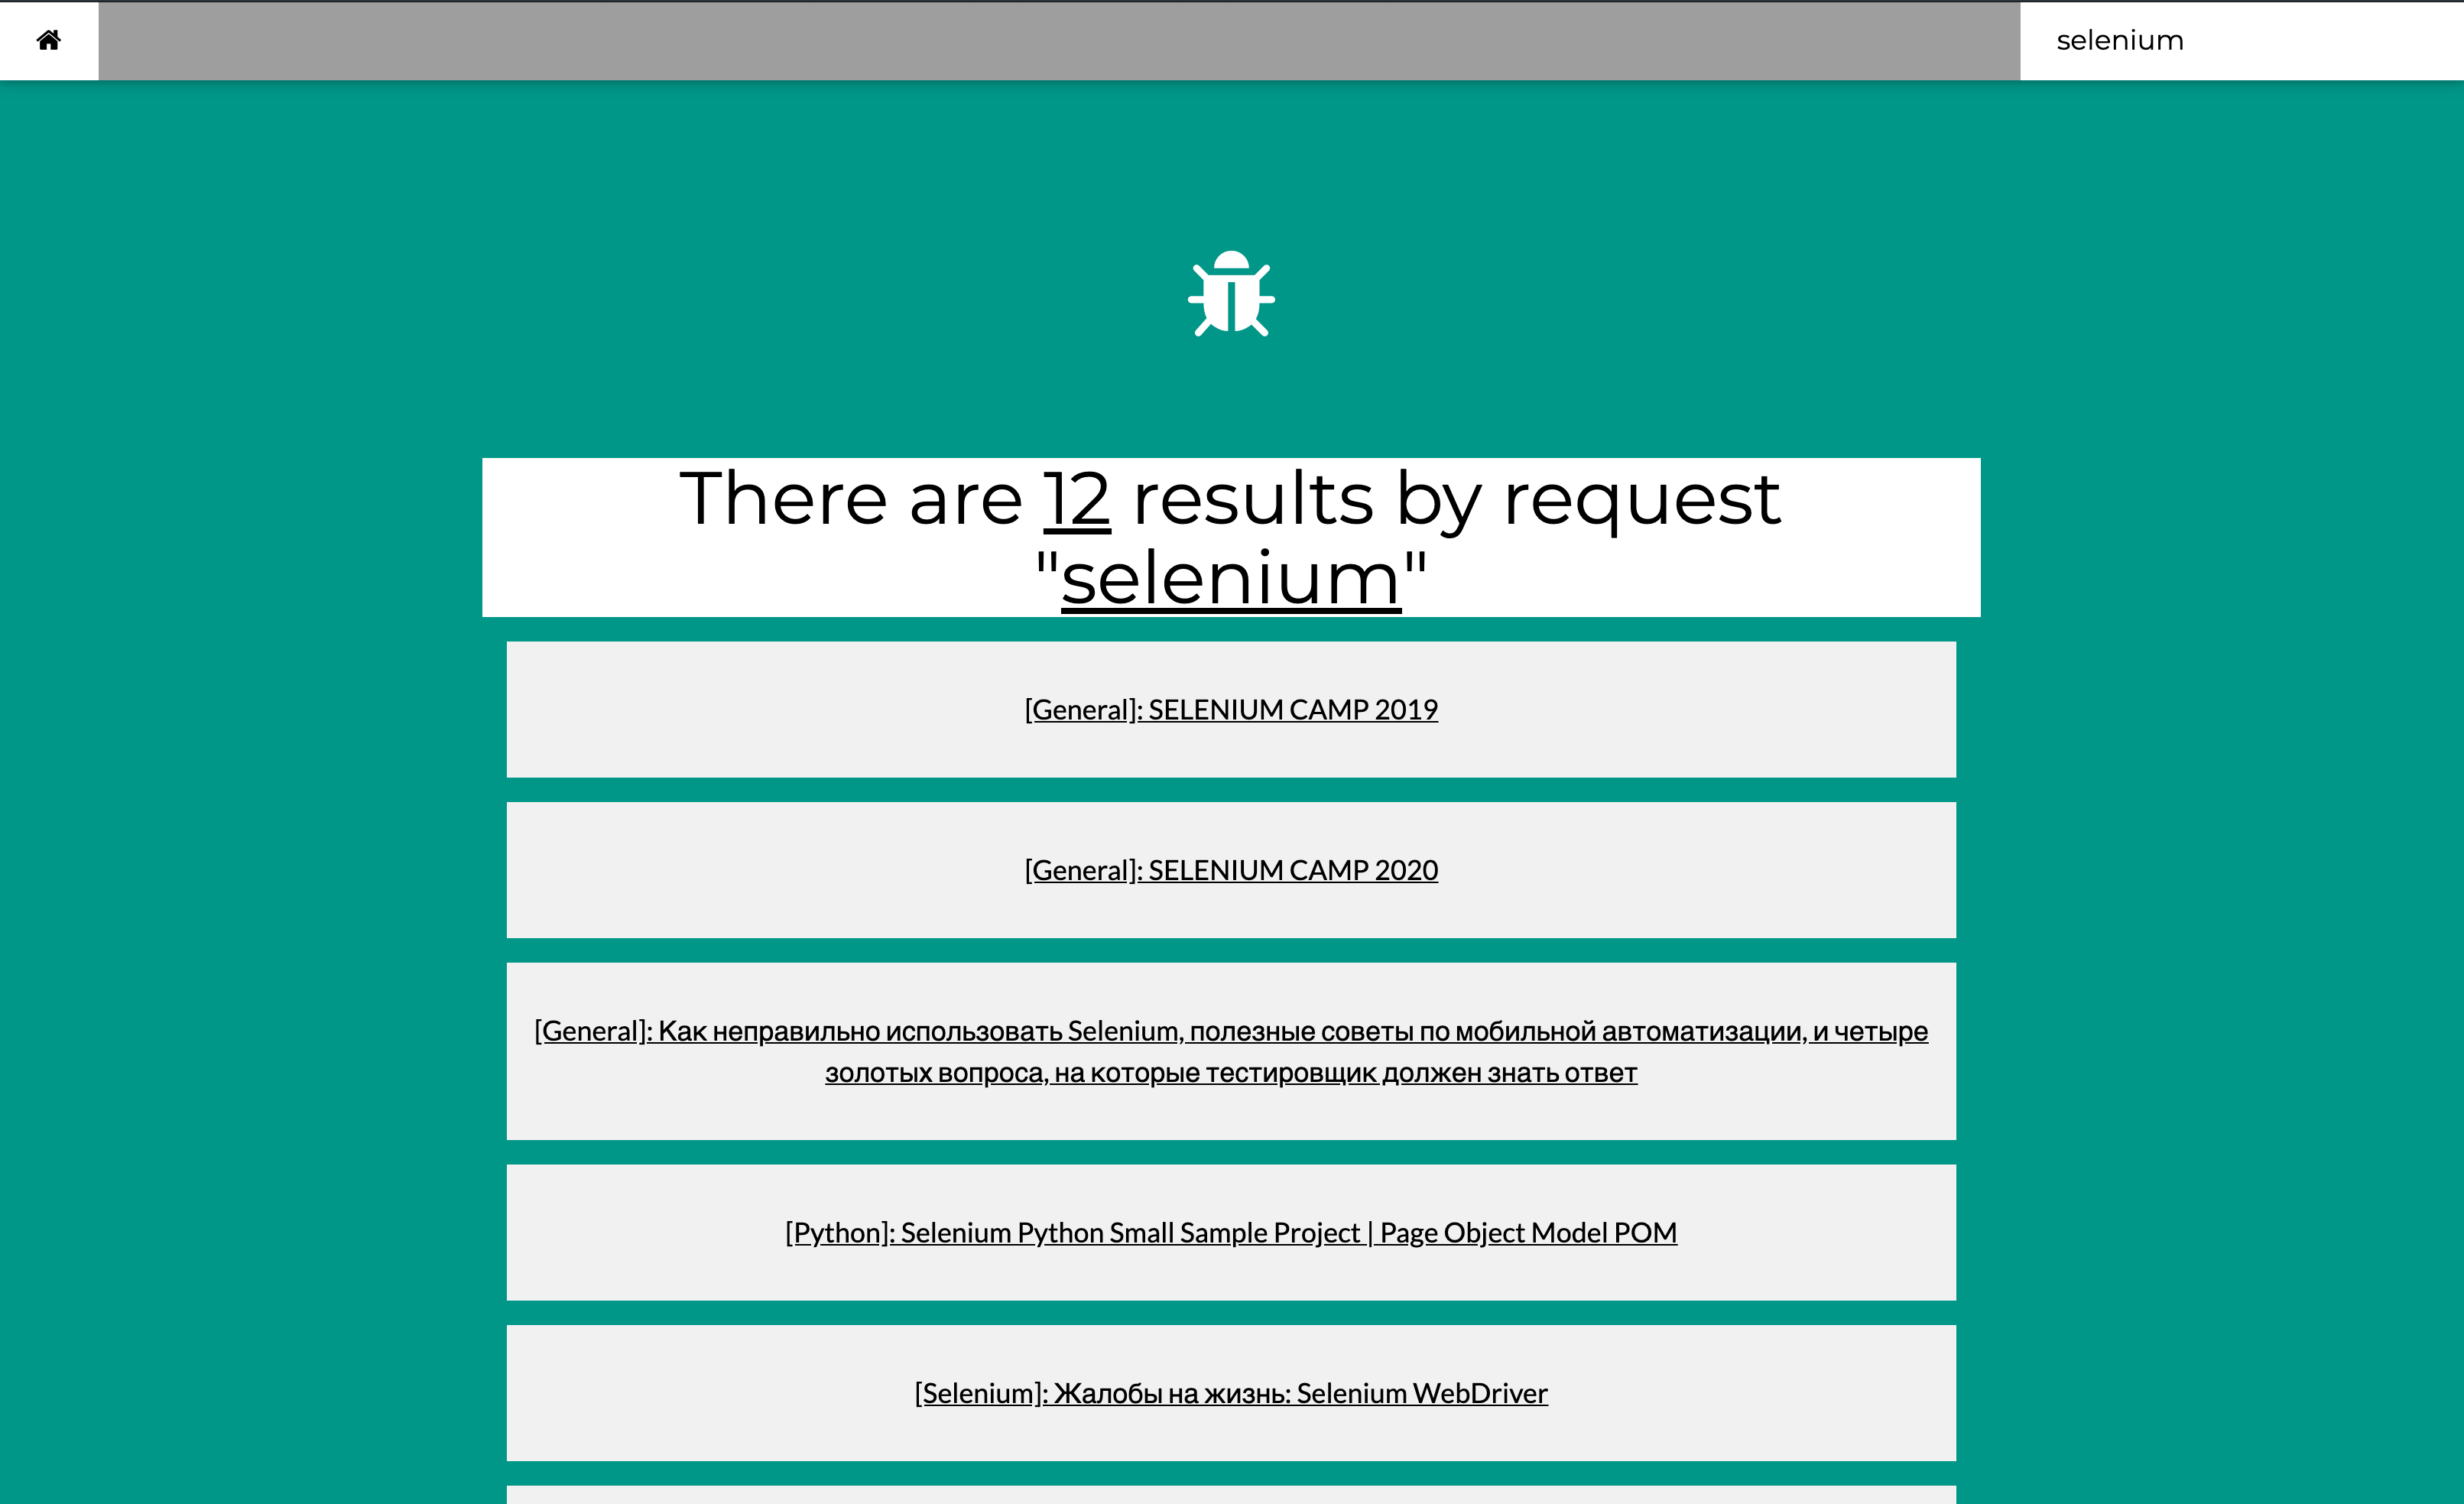 selenium
There are 12 results by request
"selenium"
[General]: SELENIUM CAMP 2019
[General]: SELENIUM CAMP 2020
[General]: Как неправильно использовать Selenium, полезные советы по мобильной автоматизации, и четыре
золотых вопроса, на которые тестировщик должен знать ответ
[Python]: Selenium Python Small Sample Project | Page Object Model POM
[Selenium]: Жалобы на жизнь: Selenium WebDriver